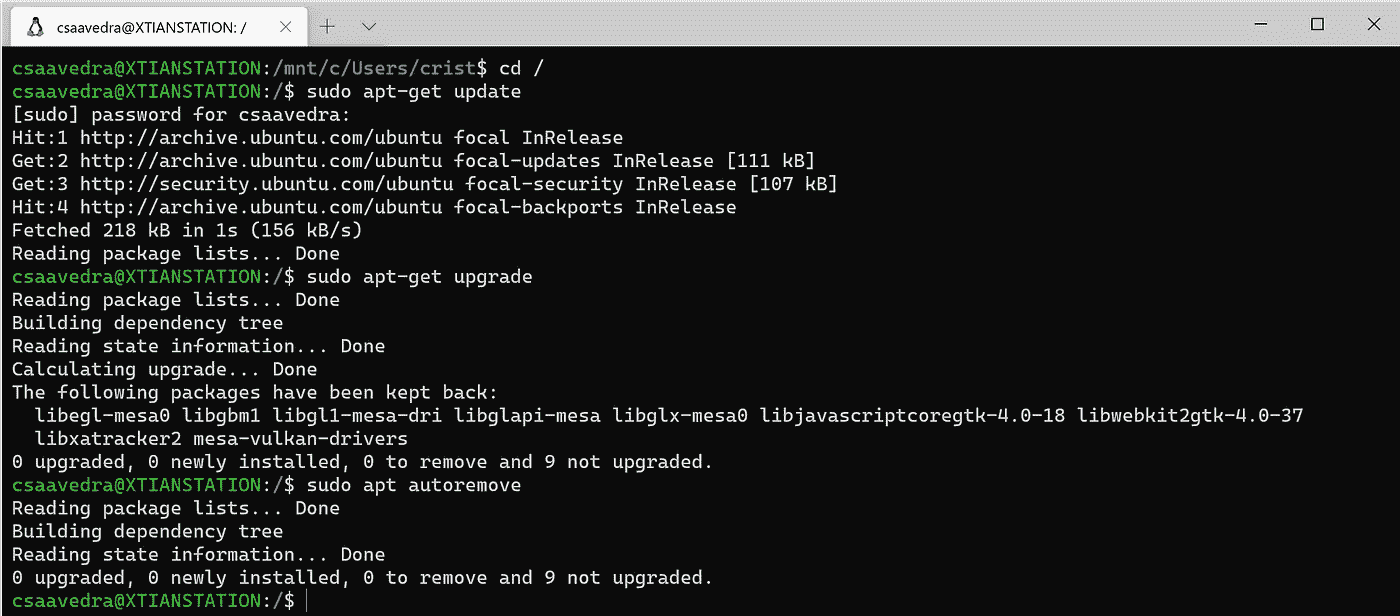 csaavedra@XTIANSTATION: /
csaavedra@XTIANSTATION:/mnt/c/Users/crist$ cd /
csaavedra@XTIANSTATION:/$ sudo apt-get update
[sudo] password for csaavedra:
Hit:1 http://archive.ubuntu.com/ubuntu focal InRelease
Get:2 http://archive.ubuntu.com/ubuntu focal-updates InRelease [111 kB]
Get:3 http://security.ubuntu.com/ubuntu focal-security InRelease [107 kB]
Hit:4 http://archive.ubuntu.com/ubuntu focal-backports InRelease
Fetched 218 kB in 1s (156 kB/s)
Reading package lists... Done
csaavedra@XTIANSTATION:/$ sudo apt-get upgrade
Reading package lists... Done
Building dependency tree
Reading state information... Done
Calculating upgrade... Done
The following packages have been kept back:
  libegl-mesa0 libgbm1 libgl1-mesa-dri libglapi-mesa libglx-mesa0 libjavascriptcoregtk-4.0-18 libwebkit2gtk-4.0-37
  libxatracker2 mesa-vulkan-drivers
0 upgraded, 0 newly installed, 0 to remove and 9 not upgraded.
csaavedra@XTIANSTATION:/$ sudo apt autoremove
Reading package lists... Done
Building dependency tree
Reading state information... Done
0 upgraded, 0 newly installed, 0 to remove and 9 not upgraded.
csaavedra@XTIANSTATION:/$